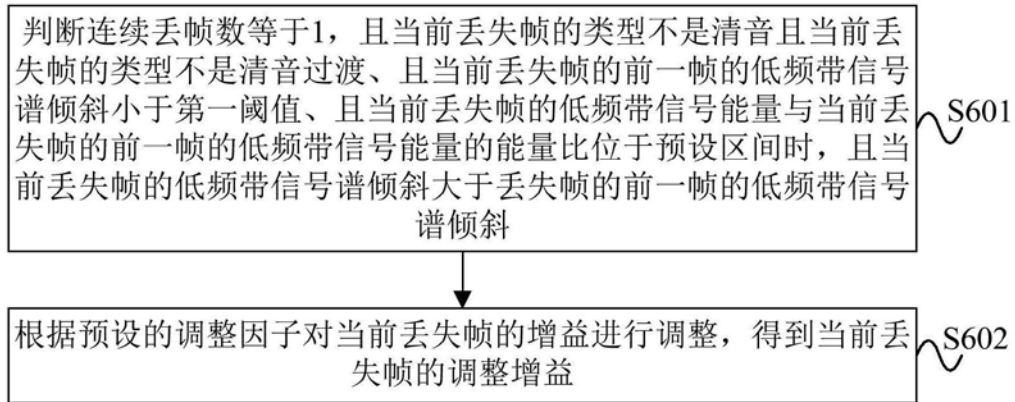 判断连续丢帧数等于1，且当前丢失帧的类型不是清音且当前丢
失帧的类型不是清音过渡、且当前丢失帧的前一帧的低频带信号
谱倾斜小于第一阈值、且当前丢失帧的低频带信号能量与当前丢
失帧的前一帧的低频带信号能量的能量比位于预设区间时，且当
前丢失帧的低频带信号谱倾斜大于丢失帧的前一帧的低频带信号
谱倾斜
S601
根据预设的调整因子对当前丢失帧的增益进行调整，得到当前丢
失帧的调整增益
S602